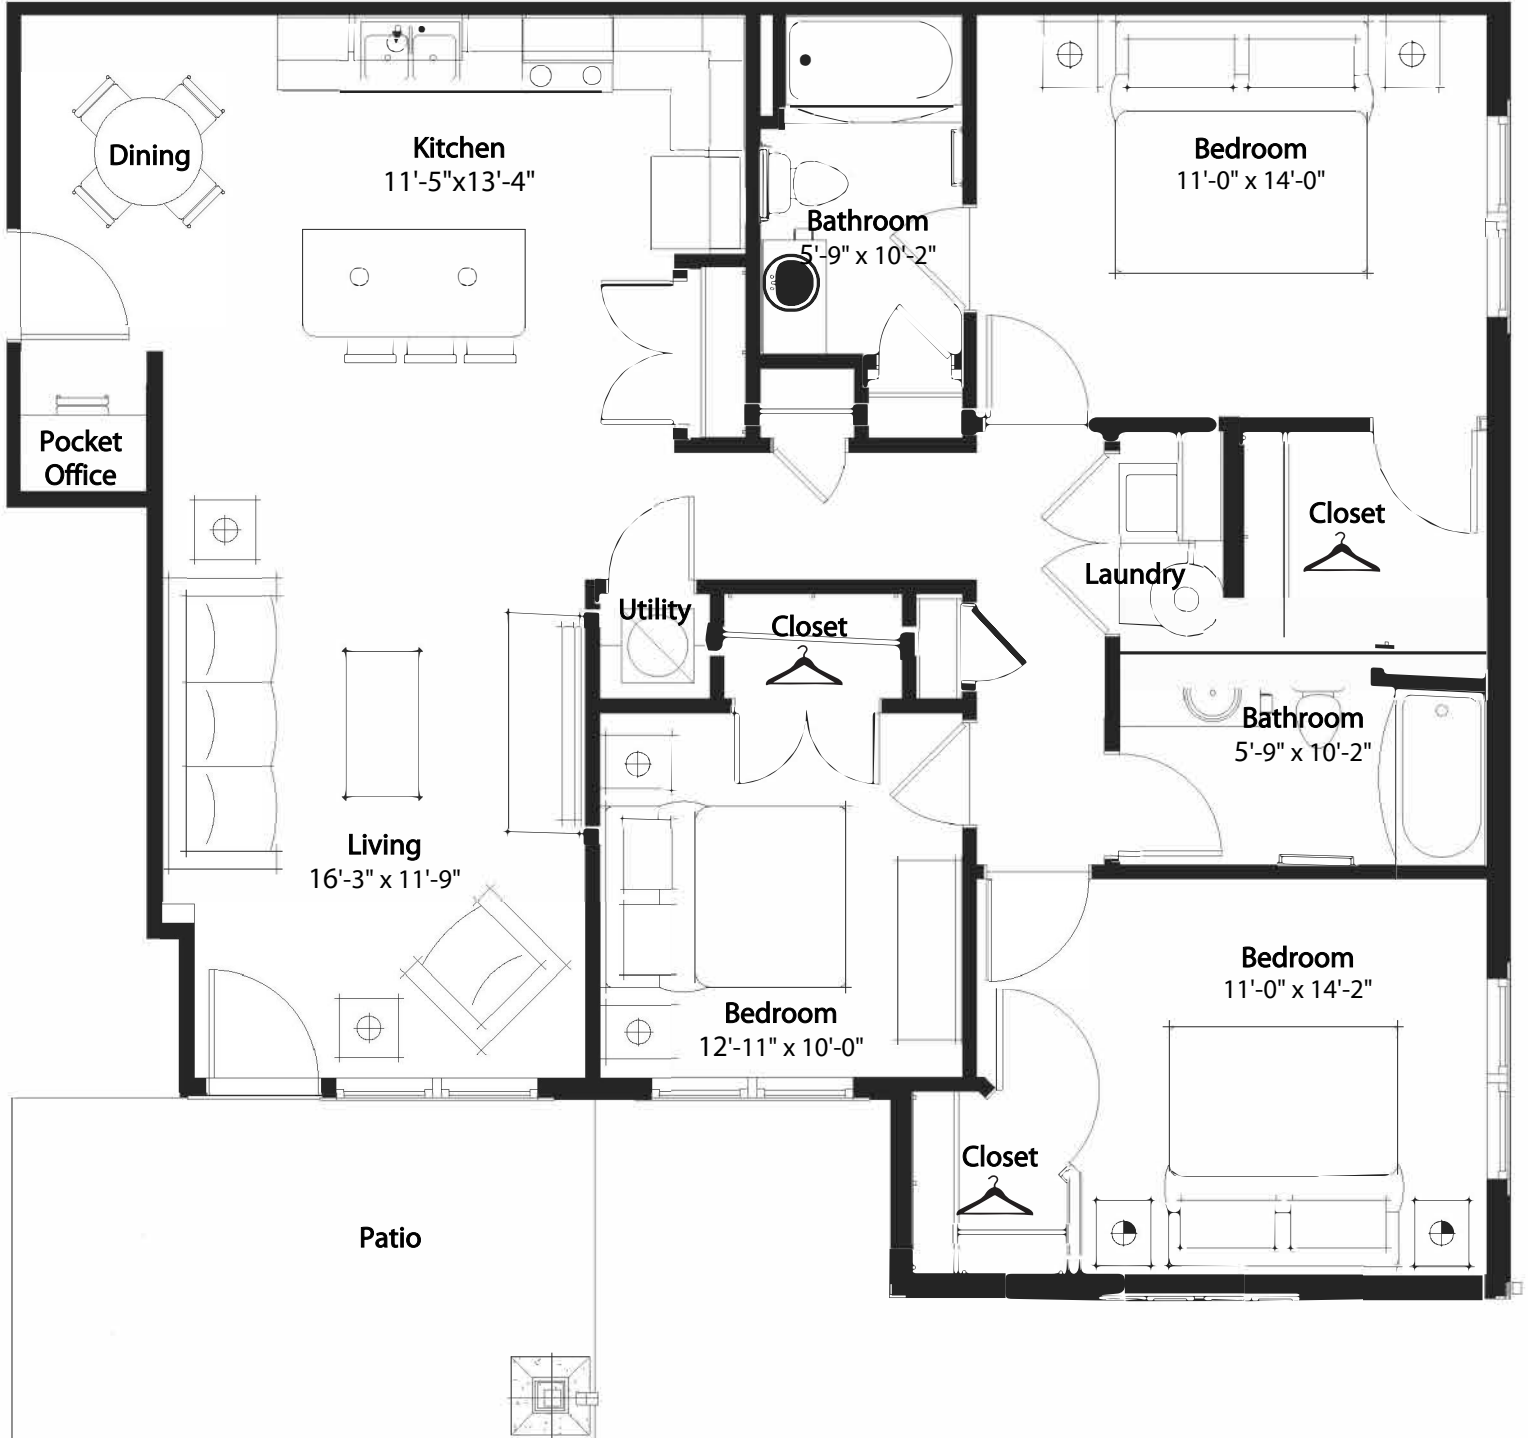 Dining
Kitchen
11'-5"x13'-4"
Bedroom
11'-0" x 14'-0"
Bathroom
5'-9" x 10'-2"
Pocket
Office
Closet
Laundry
Utility
Closet
Bathroom
5'-9" x 10'-2"
Living
16'-3" x 11'-9"
Bedroom
11'-0" x 14'-2"
Bedroom
12'-11" x 10'-0"
Closet
Patio